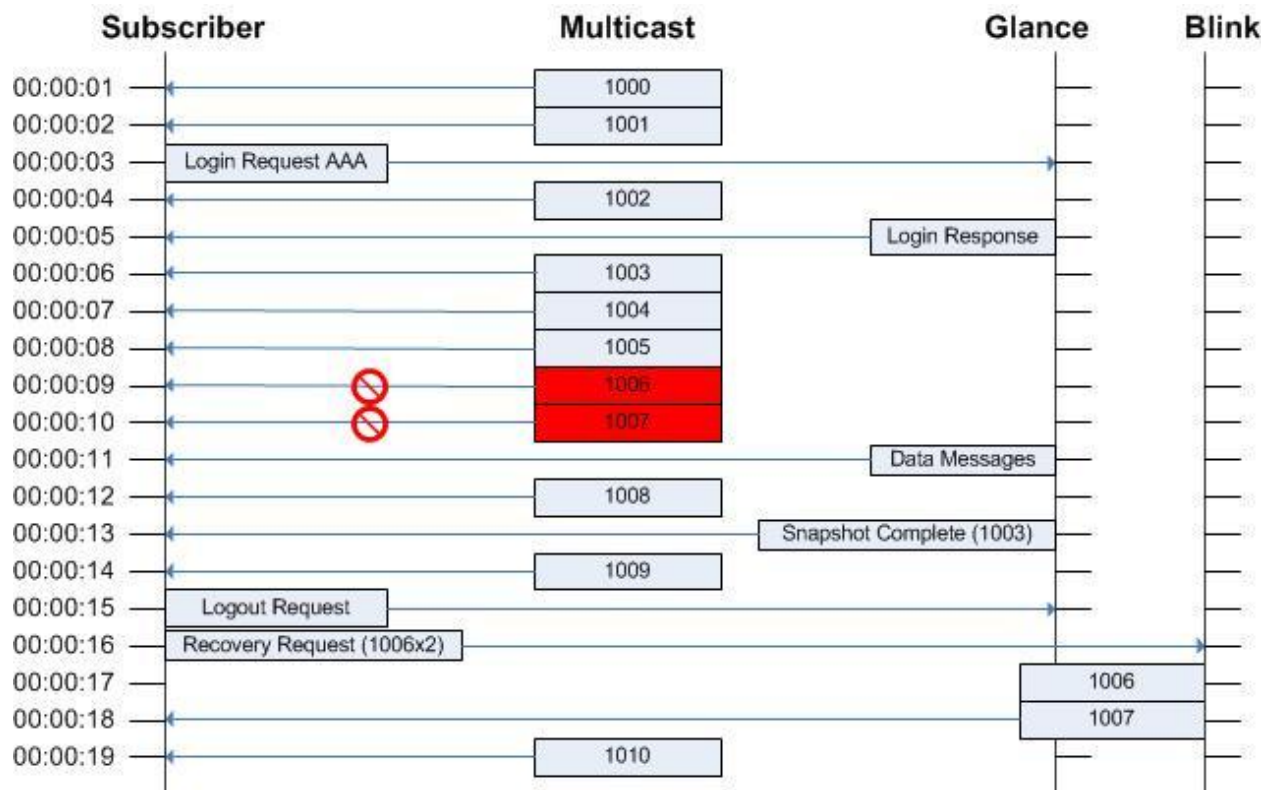 Subscriber Multicast Glance Blink
00:00:01 1000
00:00:02 1001
00:00:03 Login Request AAA
00:00:04 1002
00:00:05 Login Response
00:00:06 1003
00:00:07 1004
00:00:08 1005
00:00:09 1006
00:00:10 1007
00:00:11 Data Messages
00:00:12 1008
00:00:13 Snapshot Complete (1003)
00:00:14 1009
00:00:15 Logout Request
00:00:16 Recovery Request (1006x2)
00:00:17 1006
00:00:18 1007
00:00:19 1010